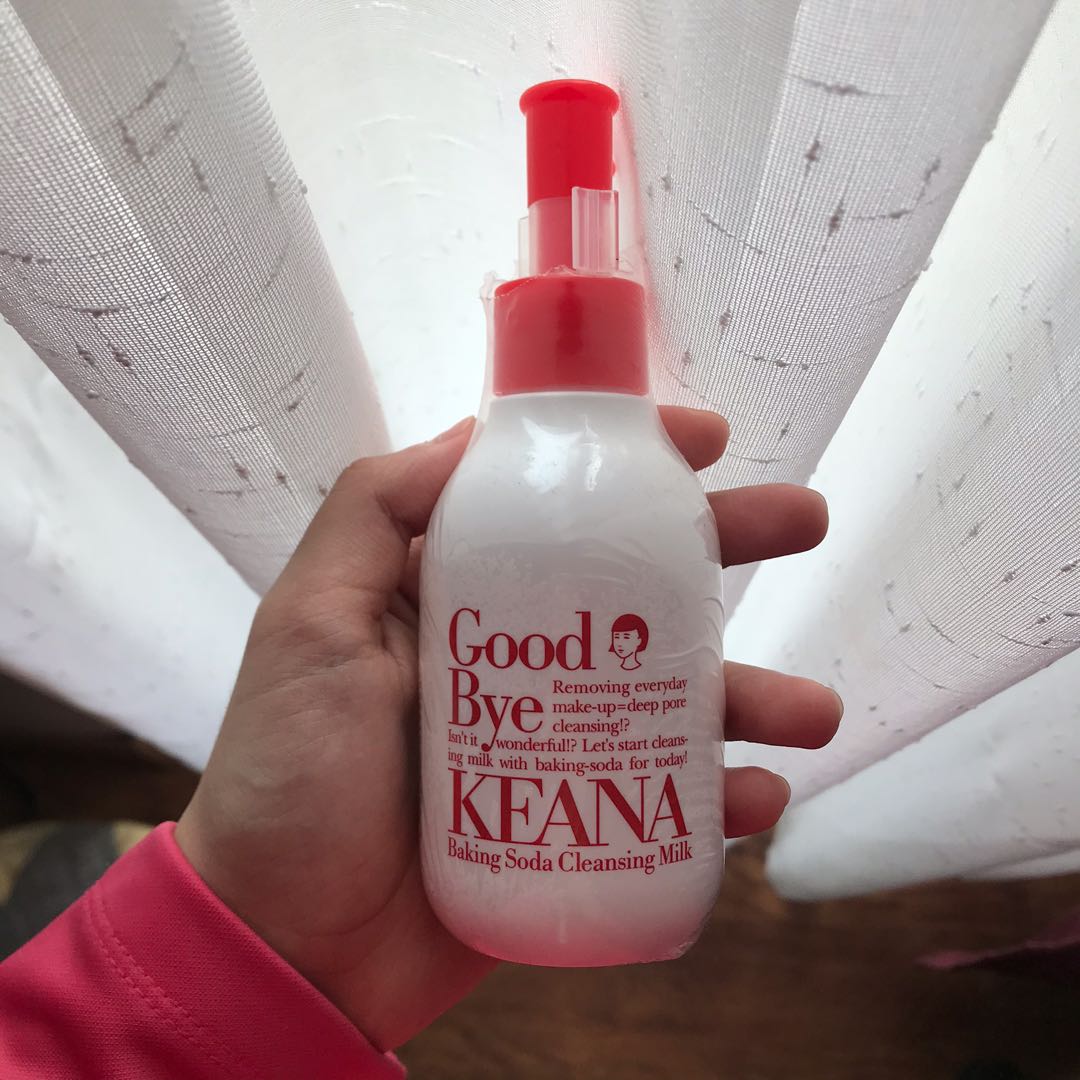 Good
Bye
Removing everyday
make-up=deep pore
cleansing!?
Isn't it wonderful!? Let's start cleans-
ing milk with baking-soda for today!
KEANA
Baking Soda Cleansing Milk